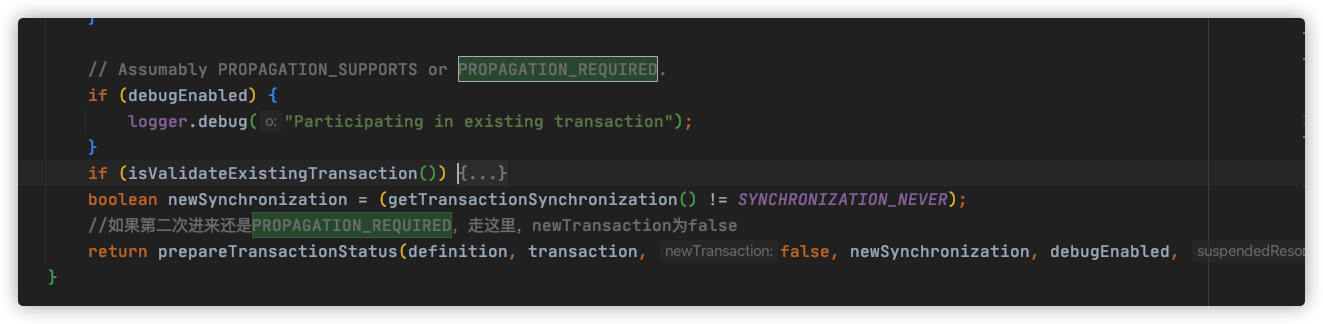 }
// Assumably PROPAGATION_SUPPORTS or PROPAGATION_REQUIRED.
if (debugEnabled) {
logger.debug( o: "Participating in existing transaction");
}
if (isValidateExistingTransaction()) {...}
boolean newSynchronization = (getTransactionSynchronization() != SYNCHRONIZATION_NEVER);
//如果第二次进来还是PROPAGATION_REQUIRED，走这里，newTransaction为false
return prepareTransactionStatus(definition, transaction, newTransaction: false, newSynchronization, debugEnabled,
}